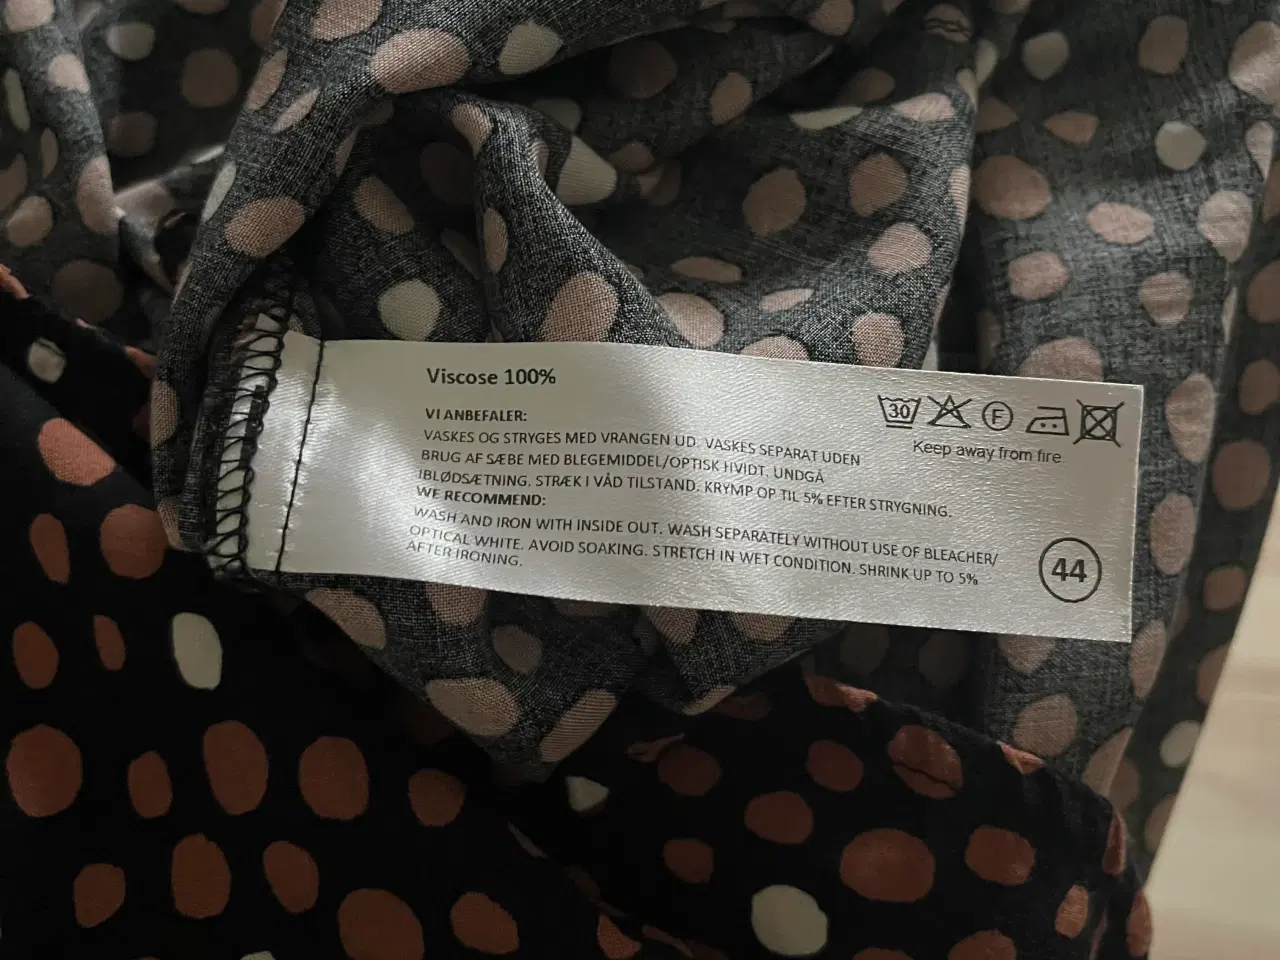 Viscose 100%
VI ANBEFALER:
VASKES OG STRYGES MED VRANGEN UD. VASKES SEPARAT UDEN
BRUG AF SÆBE MED BLEGEMIDDEL/OPTISK HVIDT. UNDGÅ
IBLØDSÆTNING. STRÆK I VÅD TILSTAND. KRYMP OP TIL 5% EFTER STRYGNING.
WE RECOMMEND:
WASH AND IRON WITH INSIDE OUT. WASH SEPARATELY WITHOUT USE OF BLEACHER/
OPTICAL WHITE. AVOID SOAKING. STRETCH IN WET CONDITION. SHRINK UP TO 5%
AFTER IRONING.
30 F
Keep away from fire
44